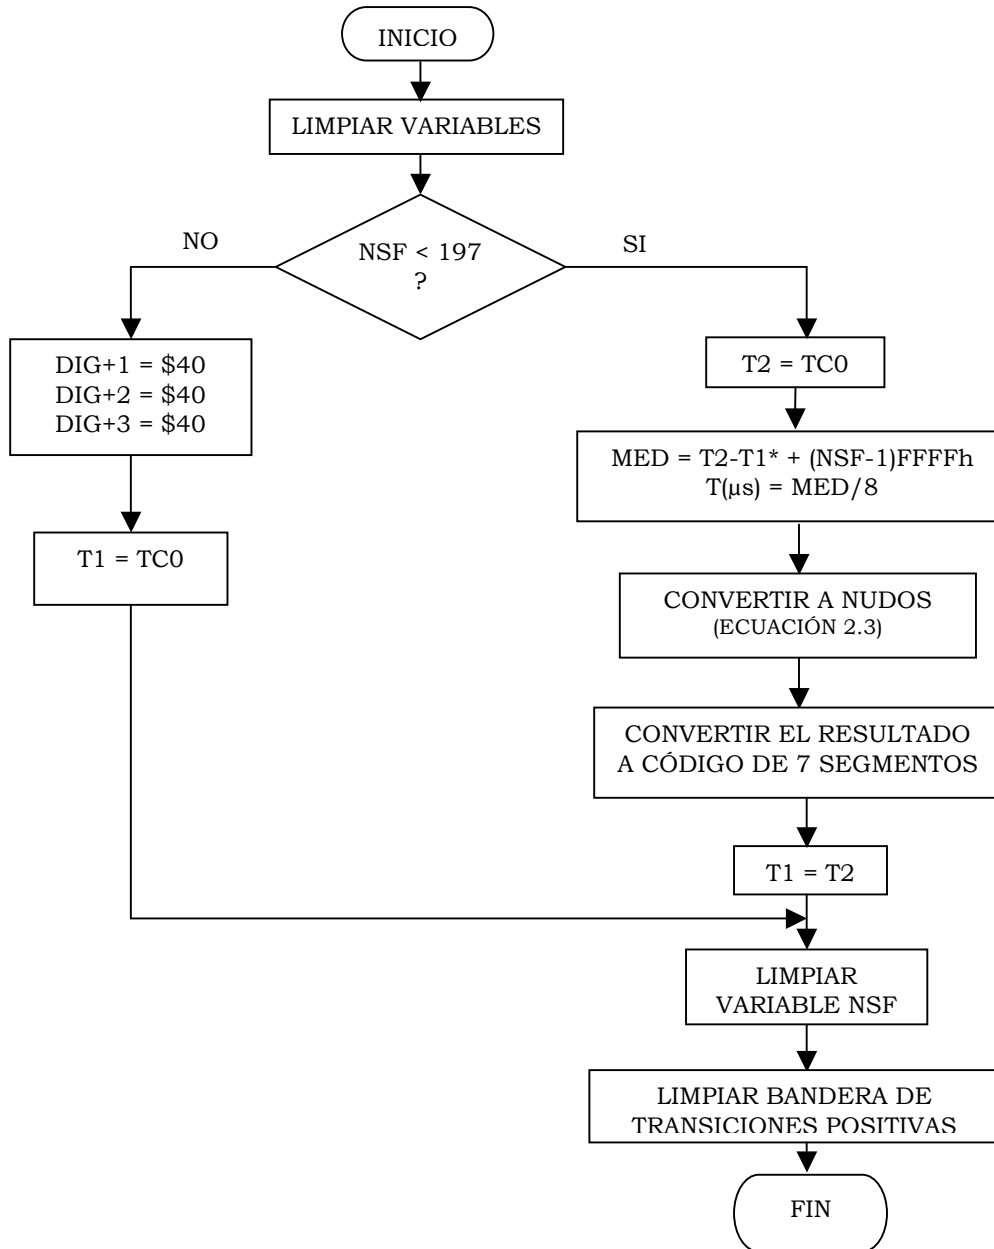 INICIO
LIMPIAR VARIABLES
NSF < 197
?
NO
SI
DIG+1 = $40
DIG+2 = $40
DIG+3 = $40
T1 = TC0
T2 = TC0
MED = T2-T1* + (NSF-1)FFFFh
T(µs) = MED/8
CONVERTIR A NUDOS
(ECUACIÓN 2.3)
CONVERTIR EL RESULTADO
A CÓDIGO DE 7 SEGMENTOS
T1 = T2
LIMPIAR
VARIABLE NSF
LIMPIAR BANDERA DE
TRANSICIONES POSITIVAS
FIN